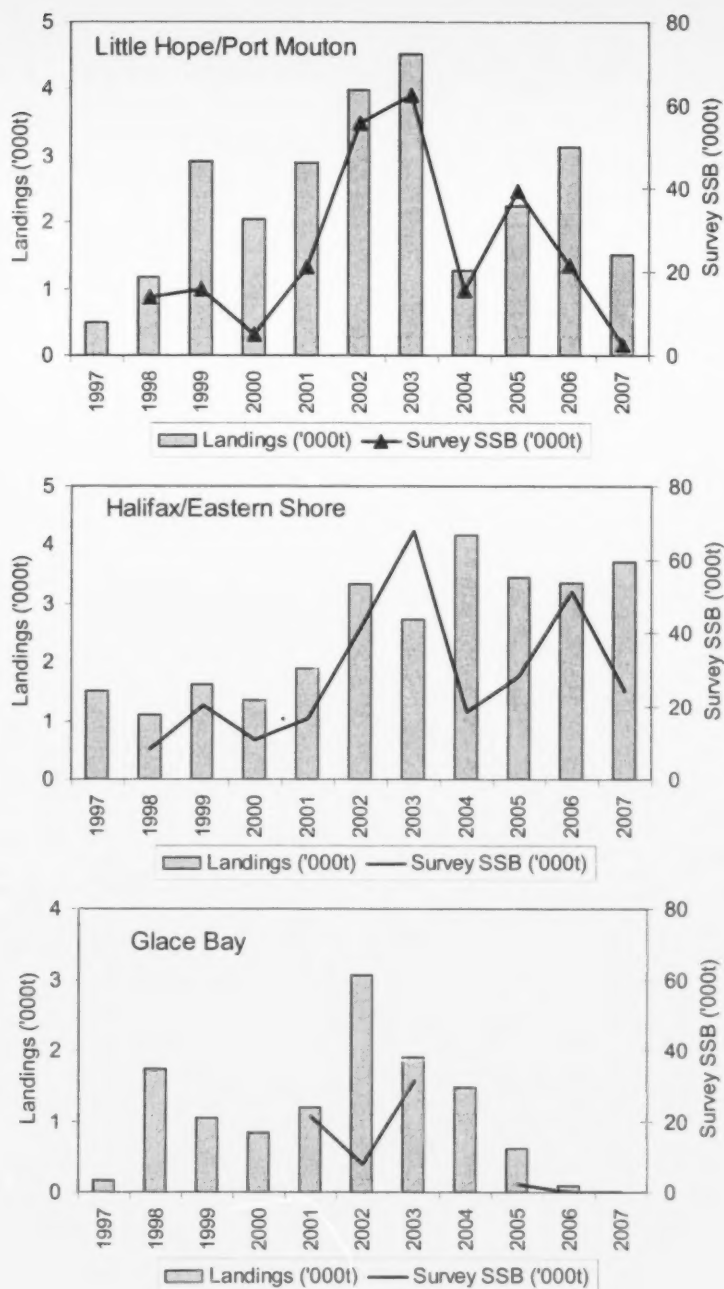 Little Hope/Port Mouton
Landings ('000t)
5
4
3
2
1
0
80
60
40
20
0
Survey SSB ('000t)
1997 1998 1999 2000 2001 2002 2003 2004 2005 2006 2007
Landings ('000t) Survey SSB ('000t)
Halifax/Eastern Shore
Landings ('000t)
5
4
3
2
1
0
80
60
40
20
0
Survey SSB ('000t)
1997 1998 1999 2000 2001 2002 2003 2004 2005 2006 2007
Landings ('000t) Survey SSB ('000t)
Glace Bay
Landings ('000t)
4
3
2
1
0
80
60
40
20
0
Survey SSB ('000t)
1997 1998 1999 2000 2001 2002 2003 2004 2005 2006 2007
Landings ('000t) Survey SSB ('000t)